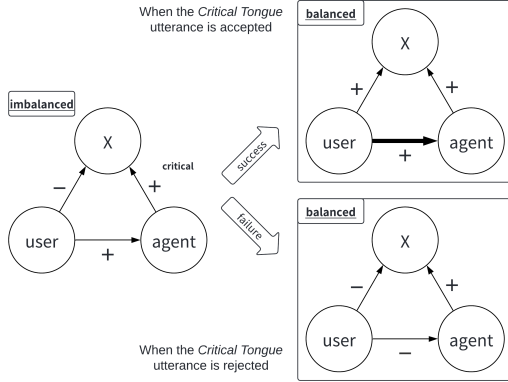 When the Critical Tongue
utterance is accepted
balanced
X
+
+
user
agent
+
imbalanced
X
critical
−
+
user
agent
+
success
failure
balanced
X
−
+
user
agent
−
When the Critical Tongue
utterance is rejected